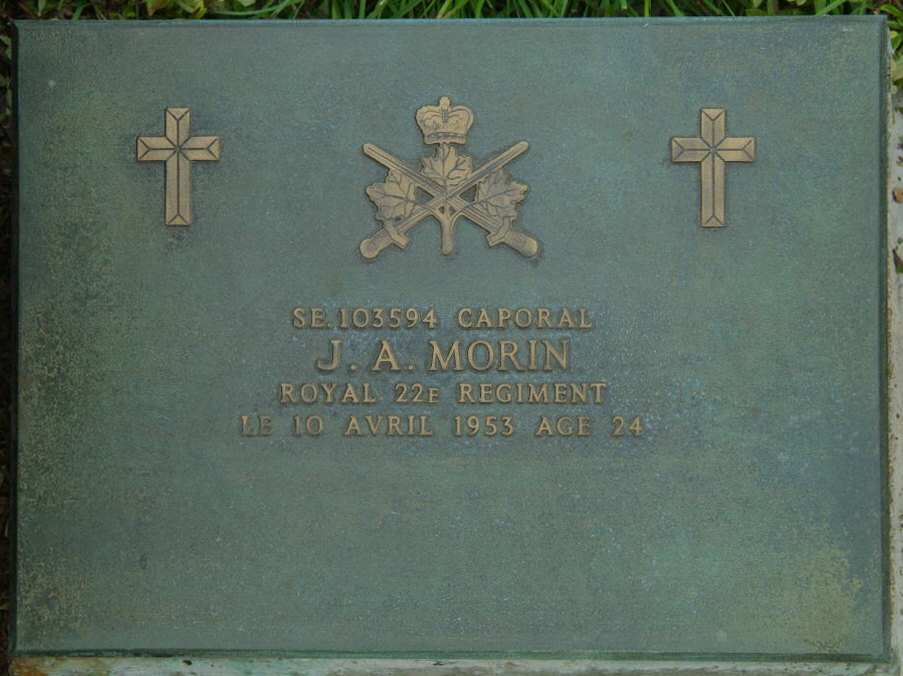 SE.103594 CAPORAL
J. A. MORIN
ROYAL 22E REGIMENT
LE 10 AVRIL 1953 AGE 24